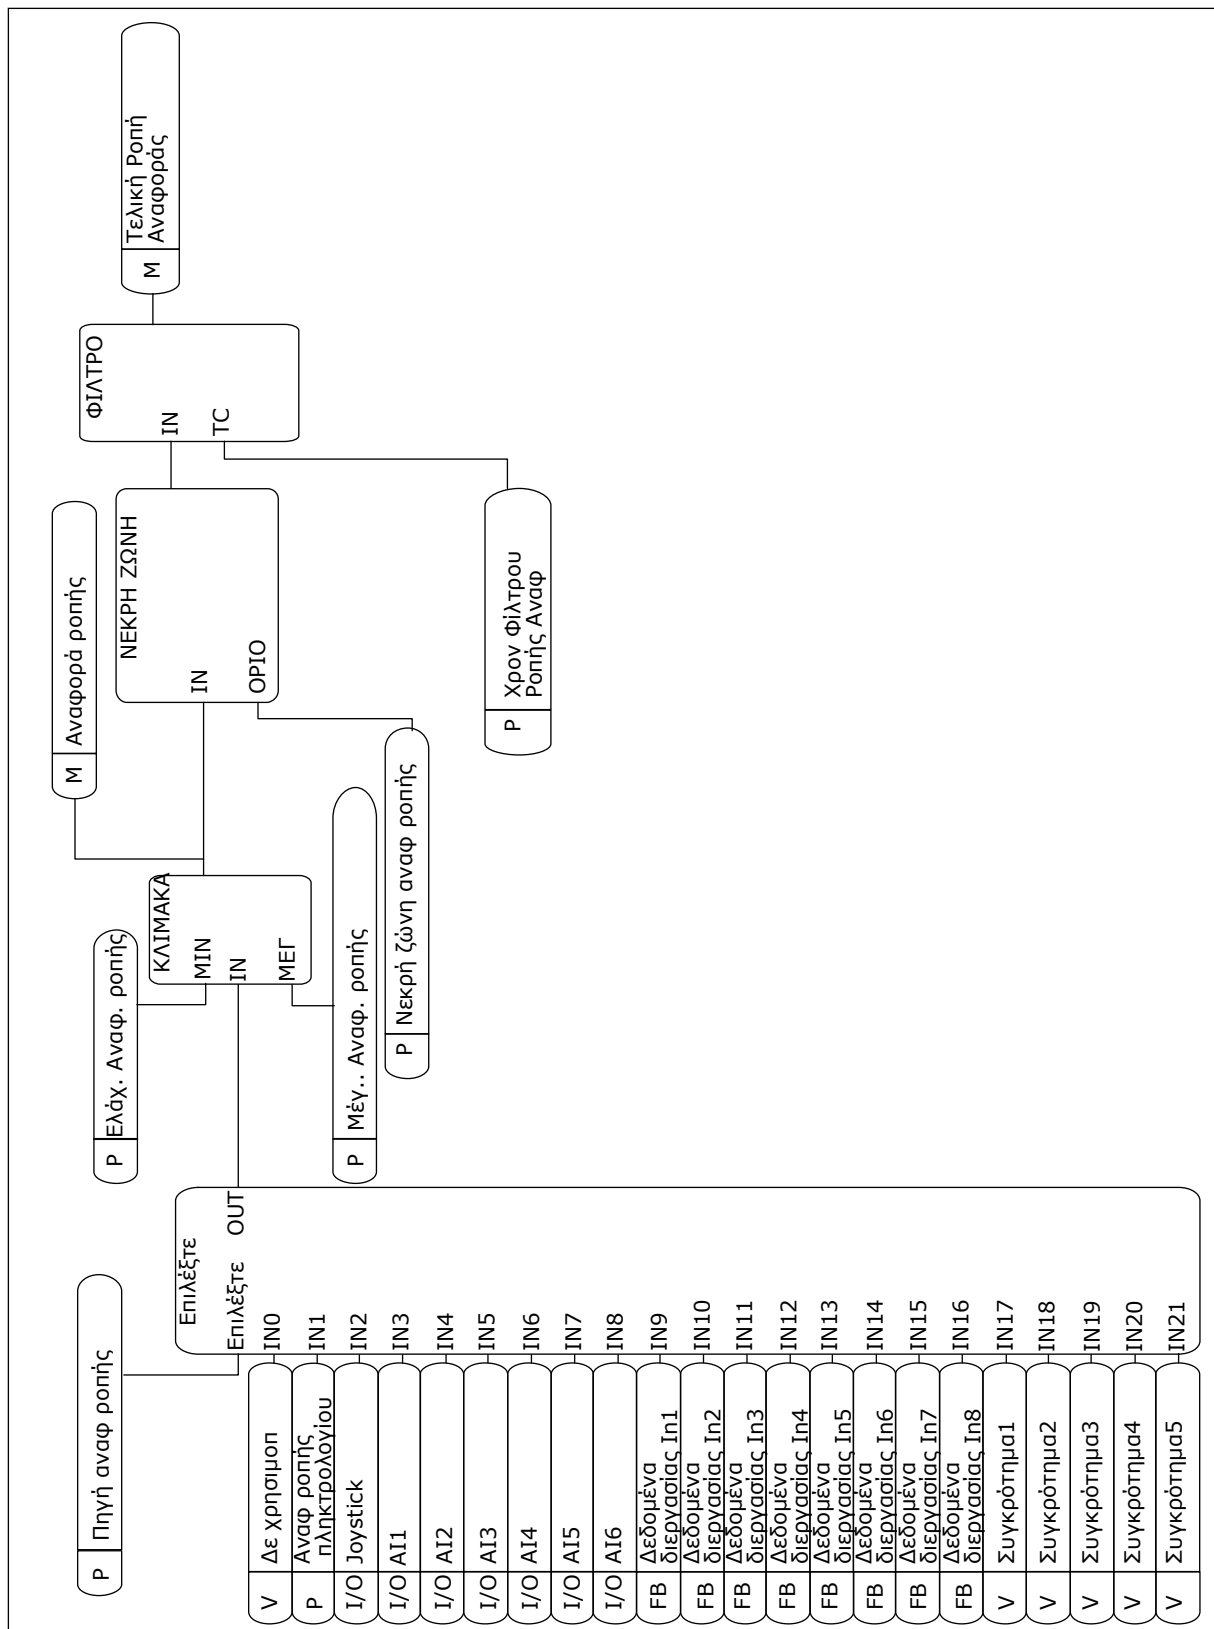 P Πηγή αναφ ροπής
Επιλέξτε
Επιλέξτε OUT
V Δε χρησιμοπ IN0
P Αναφ ροπής
πληκτρολογίου IN1
I/O Joystick IN2
I/O AI1 IN3
I/O AI2 IN4
I/O AI3 IN5
I/O AI4 IN6
I/O AI5 IN7
I/O AI6 IN8
FB Δεδομένα
διεργασίας In1 IN9
FB Δεδομένα
διεργασίας In2 IN10
FB Δεδομένα
διεργασίας In3 IN11
FB Δεδομένα
διεργασίας In4 IN12
FB Δεδομένα
διεργασίας In5 IN13
FB Δεδομένα
διεργασίας In6 IN14
FB Δεδομένα
διεργασίας In7 IN15
FB Δεδομένα
διεργασίας In8 IN16
V Συγκρότημα1 IN17
V Συγκρότημα2 IN18
V Συγκρότημα3 IN19
V Συγκρότημα4 IN20
V Συγκρότημα5 IN21
P Ελάχ. Αναφ. ροπής
ΚΛΙΜΑΚΑ
MIN
IN
ΜΕΓ
P Μέγ.. Αναφ. ροπής
P Νεκρή ζώνη αναφ ροπής
M Αναφορά ροπής
ΝΕΚΡΗ ΖΩΝΗ
IN
ΟΡΙΟ
P Χρον Φίλτρου
Ροπής Αναφ
ΦΙΛΤΡΟ
IN
TC
M Τελική Ροπή
Αναφοράς